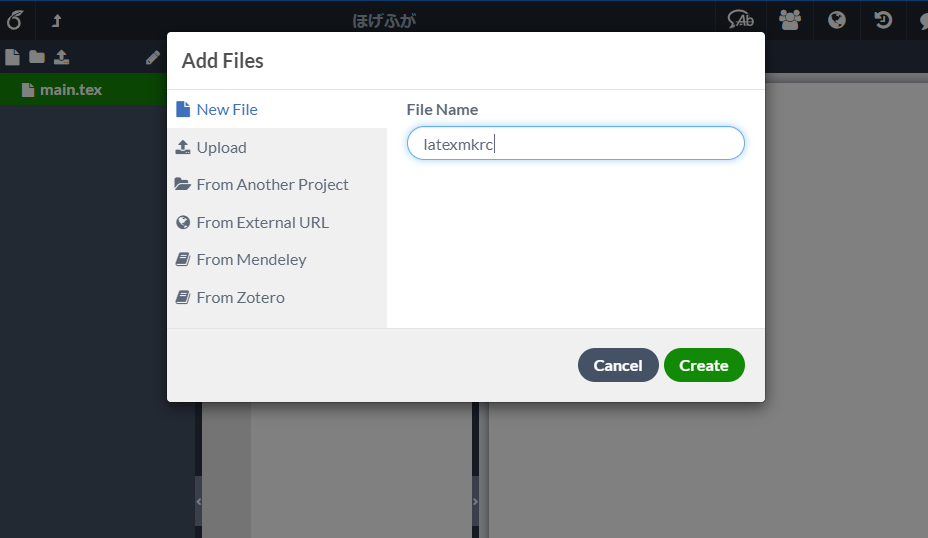 ほげふが
Ab
Add Files
main.tex
New File
Upload
From Another Project
From External URL
From Mendeley
From Zotero
File Name
latexmkrc
Cancel
Create